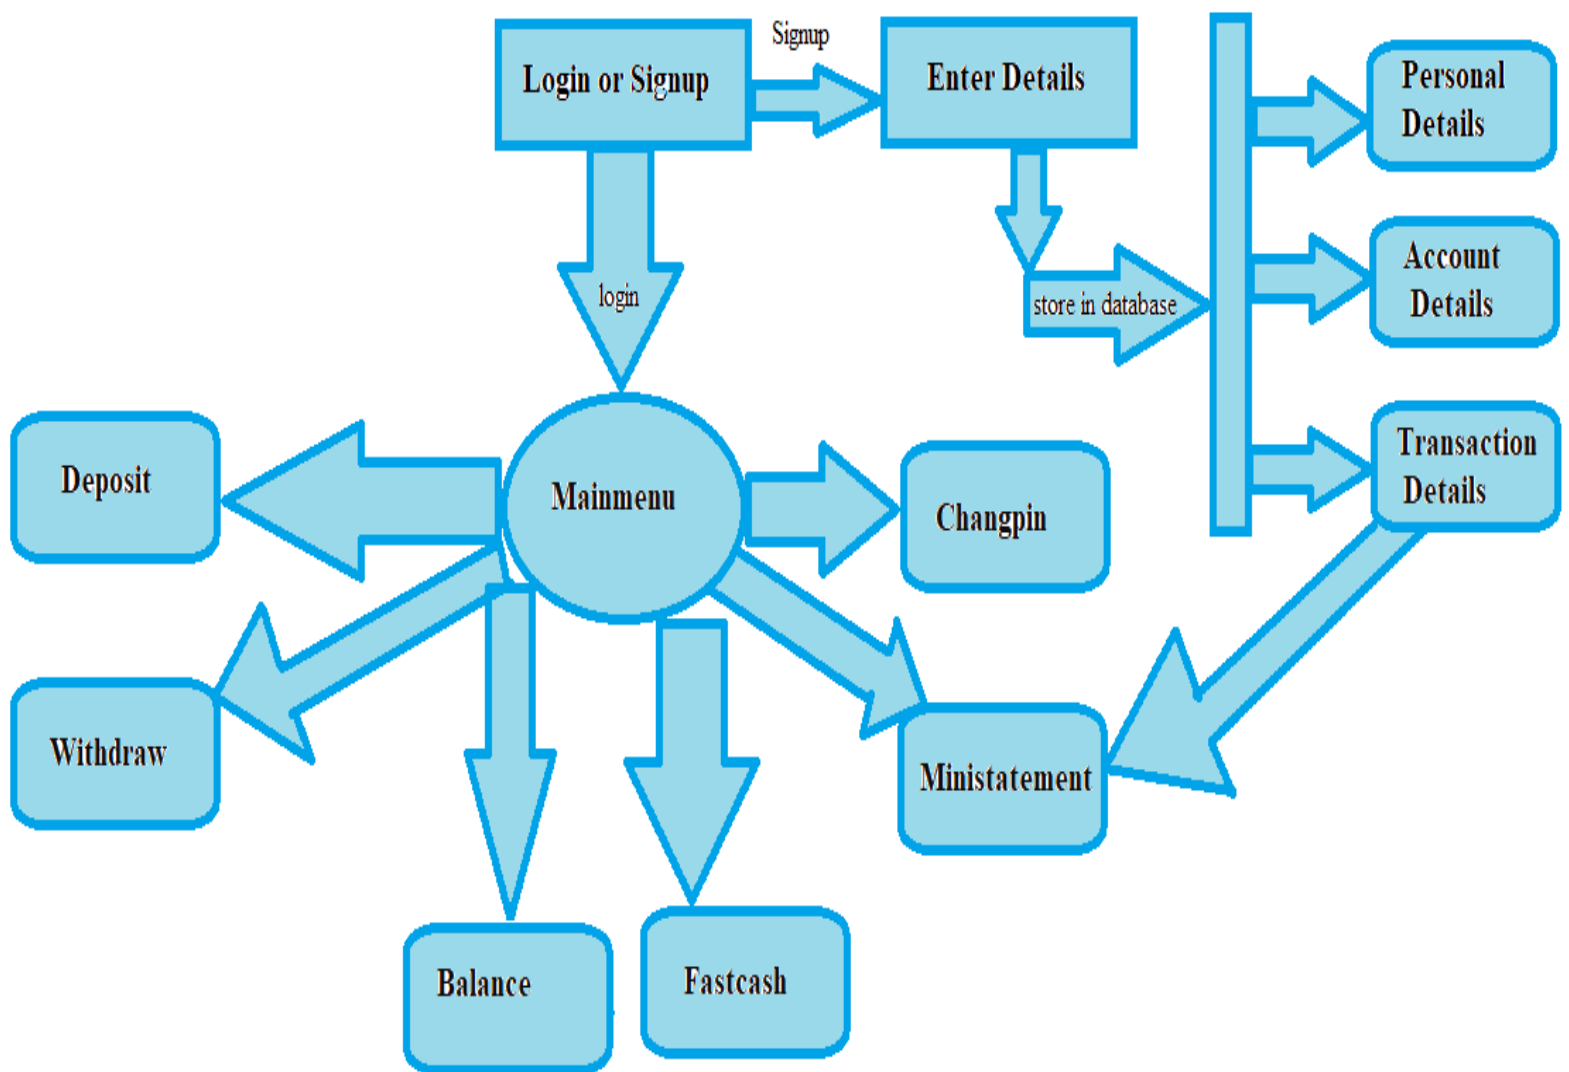 Signup
Login or Signup
Enter Details
Personal
Details
Account
Details
login
store in database
Transaction
Details
Deposit
Mainmenu
Changpin
Withdraw
Ministatement
Balance
Fastcash